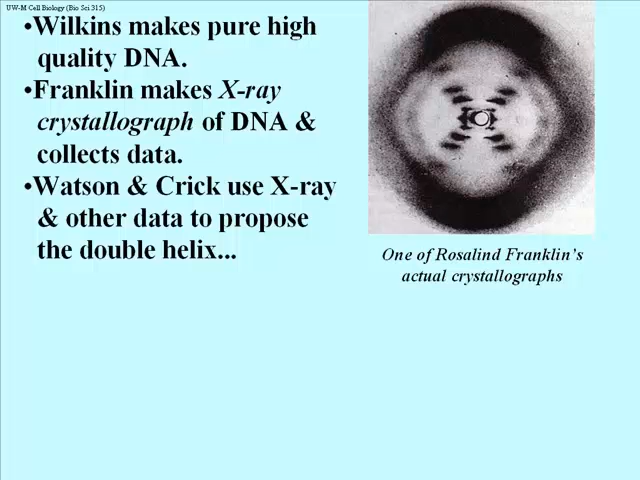 UW-M Cell Biology (Bio Sci 315)
•Wilkins makes pure high
quality DNA.
•Franklin makes X-ray
crystallograph of DNA &
collects data.
•Watson & Crick use X-ray
& other data to propose
the double helix...
One of Rosalind Franklin's
actual crystallographs